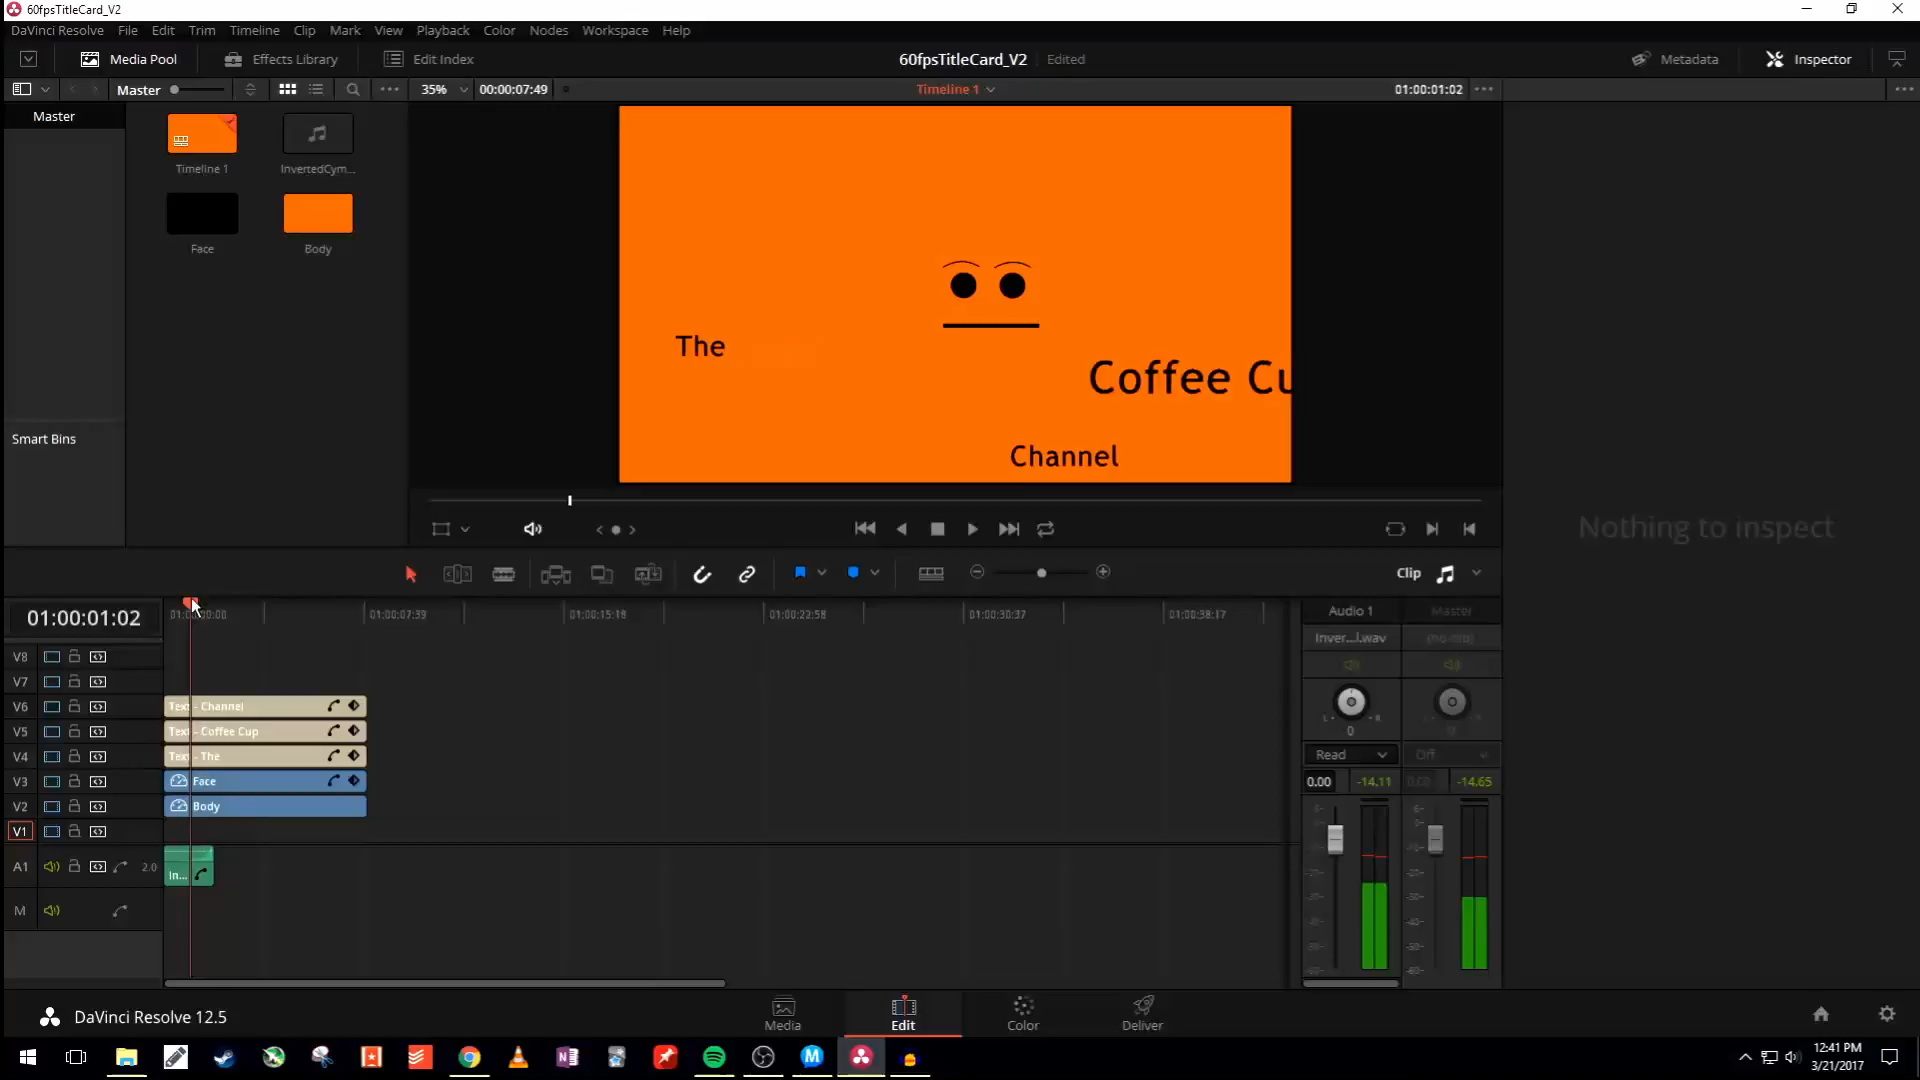 60fpsTitleCard_V2
DaVinci Resolve File Edit Trim Timeline Clip Mark View Playback Color Nodes Workspace Help
Media Pool Effects Library Edit Index 60fpsTitleCard_V2 Edited Metadata Inspector
Master 35% 00:00:07:49 Timeline 1 01:00:01:02
Master
Timeline 1 InvertedCym...
Face Body
The
Coffee Cu
Channel
Smart Bins
Nothing to inspect
Clip
01:00:01:02 01:00:07:39 01:00:15:18 01:00:22:58 01:00:30:37 01:00:38:17 Audio 1 Master
Inver...l.wav (no info)
V8
V7
V6 Text - Channel
V5 Text - Coffee Cup
V4 Text - The
V3 Face
V2 Body
V1
A1 2.0 In...
M
L R
0 0
Read Off
0.00 -14.11 0.00 -14.65
DaVinci Resolve 12.5 Media Edit Color Deliver
12:41 PM
3/21/2017